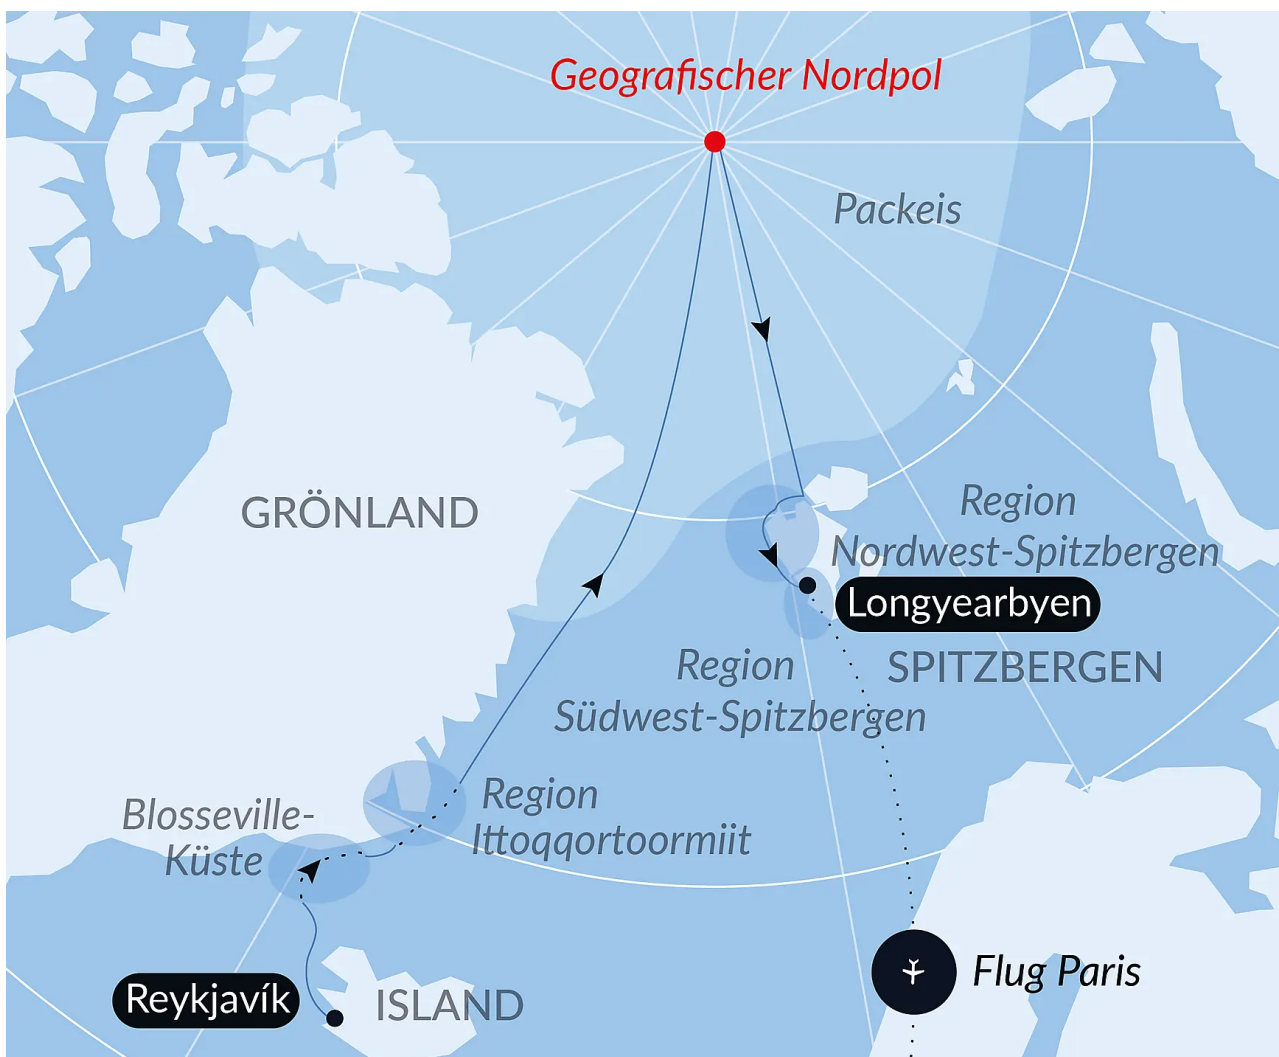 Geografischer Nordpol
Packeis
GRÖNLAND
Region
Nordwest-Spitzbergen
Longyearbyen
SPITZBERGEN
Region
Südwest-Spitzbergen
Region
Ittoqqortoormiit
Blosseville-
Küste
Flug Paris
Reykjavík
ISLAND